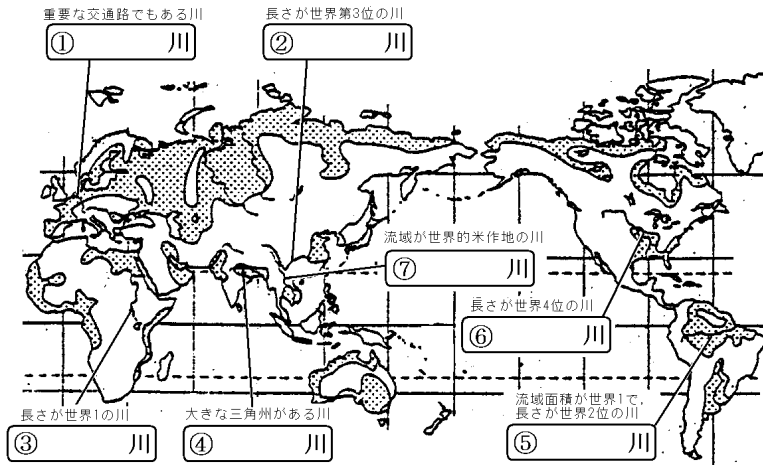 重要な交通路でもある川
① 川
長さが世界第3位の川
② 川
流域が世界的米作地の川
⑦ 川
長さが世界4位の川
⑥ 川
長さが世界1の川
③ 川
大きな三角州がある川
④ 川
流域面積が世界1で，
長さが世界2位の川
⑤ 川